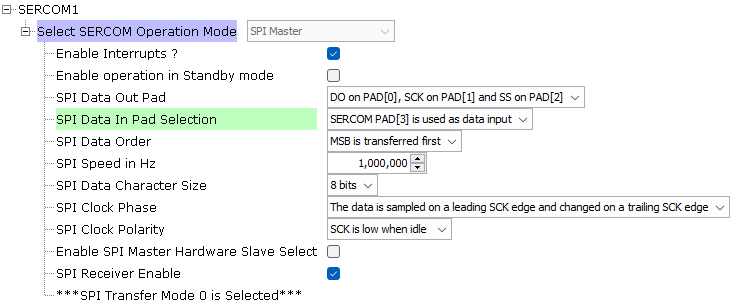 SERCOM1
Select SERCOM Operation Mode SPI Master
Enable Interrupts ?
Enable operation in Standby mode
SPI Data Out Pad DO on PAD[0], SCK on PAD[1] and SS on PAD[2]
SPI Data In Pad Selection SERCOM PAD[3] is used as data input
SPI Data Order MSB is transferred first
SPI Speed in Hz 1,000,000
SPI Data Character Size 8 bits
SPI Clock Phase The data is sampled on a leading SCK edge and changed on a trailing SCK edge
SPI Clock Polarity SCK is low when idle
Enable SPI Master Hardware Slave Select
SPI Receiver Enable
***SPI Transfer Mode 0 is Selected***